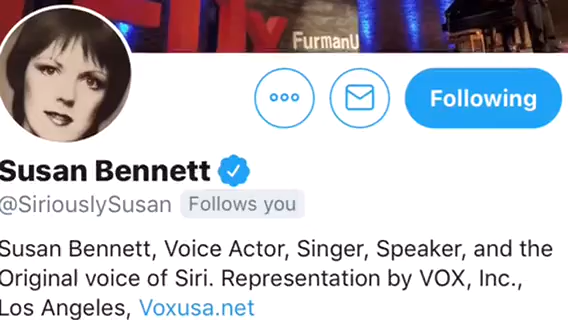 FurmanU
Following
Susan Bennett
@SiriouslySusan Follows you
Susan Bennett, Voice Actor, Singer, Speaker, and the
Original voice of Siri. Representation by VOX, Inc.,
Los Angeles, Voxusa.net